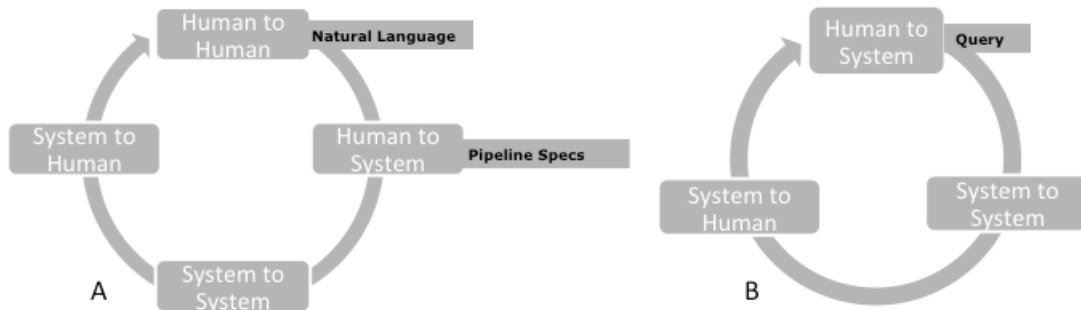 Human to
Human
Natural Language
System to
Human
Human to
System
Pipeline Specs
System to
System
A
Human to
System
Query
System to
Human
System to
System
B